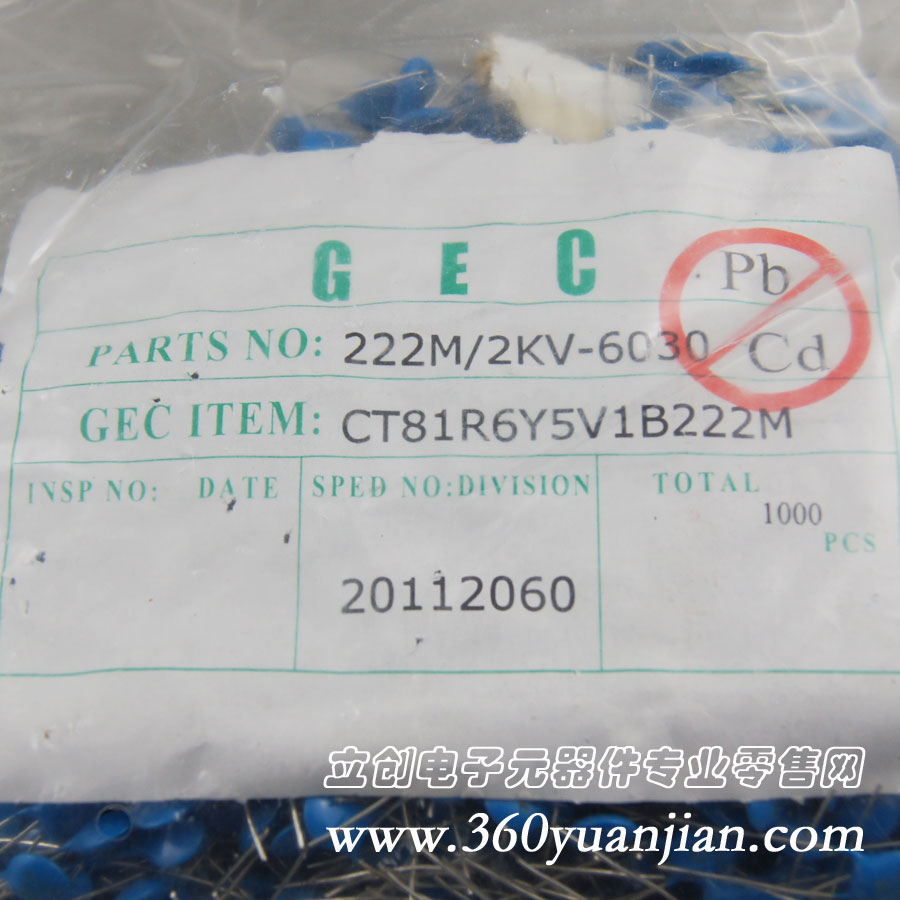 G E C
Pb
Cd
PARTS NO: 222M/2KV-6030
GEC ITEM: CT81R6Y5V1B222M
INSP NO: DATE SPED NO:DIVISION TOTAL
1000
PCS
20112060
立创电子元器件专业零售网
www.360yuanjian.com